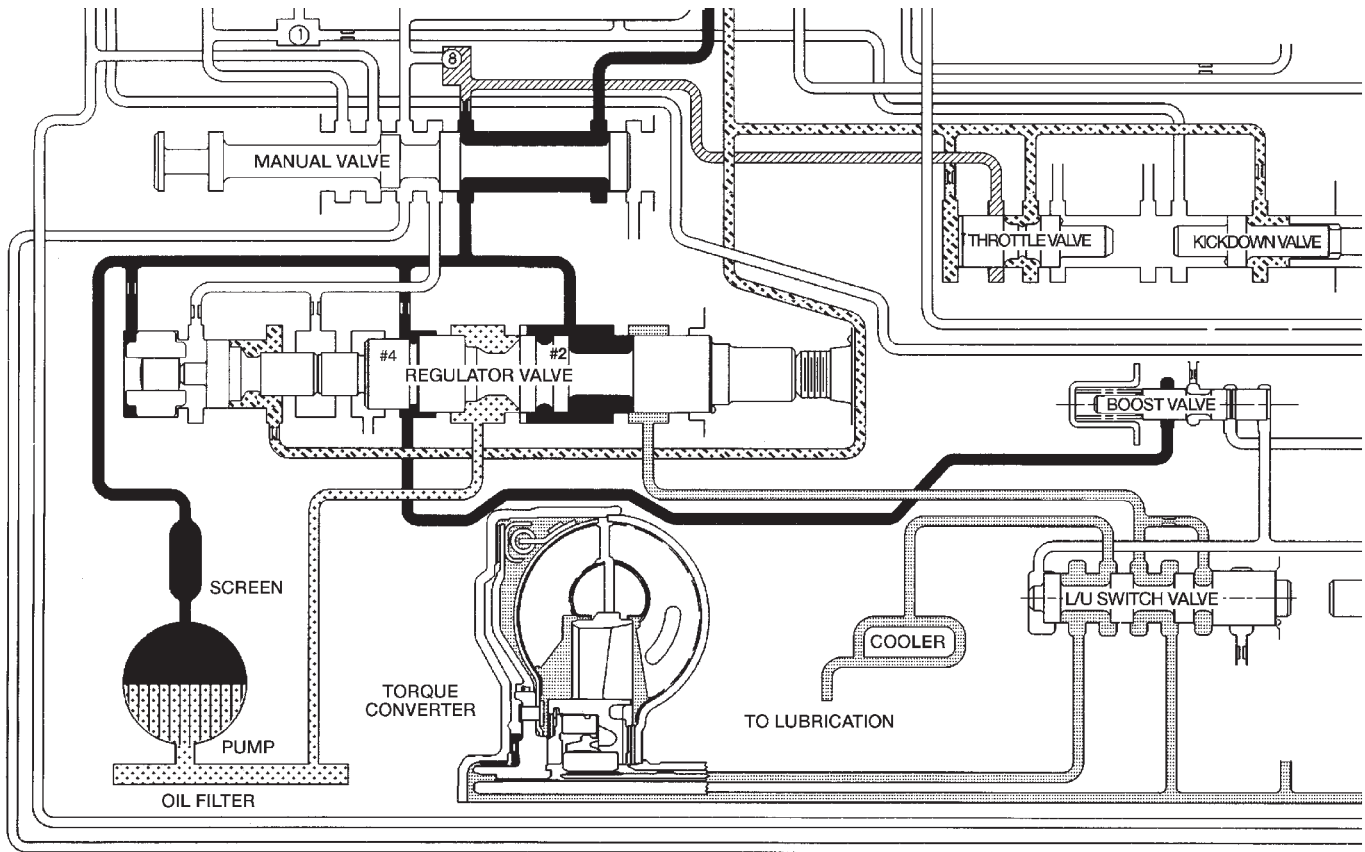 1
8
MANUAL VALVE
THROTTLE VALVE
KICKDOWN VALVE
#4
#2
REGULATOR VALVE
BOOST VALVE
SCREEN
L/U SWITCH VALVE
COOLER
TORQUE
CONVERTER
TO LUBRICATION
PUMP
OIL FILTER